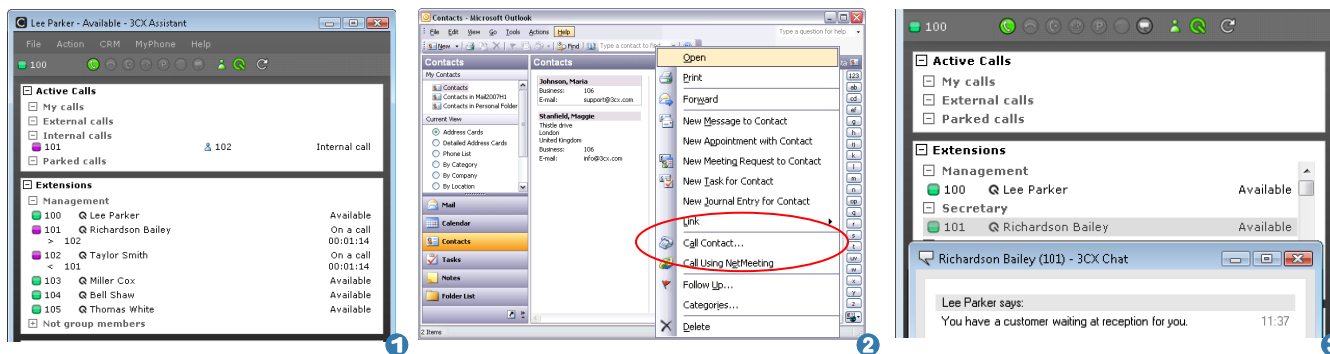 Lee Parker - Available - 3CX Assistant
File Action CRM MyPhone Help
100
Active Calls
My calls
External calls
Internal calls
101 102 Internal call
Parked calls
Extensions
Management
100 Q Lee Parker Available
101 Q Richardson Bailey On a call
> 102 00:01:14
102 Q Taylor Smith On a call
< 101 00:01:14
103 Q Miller Cox Available
104 Q Bell Shaw Available
105 Q Thomas White Available
Not group members
1
Contacts - Microsoft Outlook
File Edit View Go Tools Actions Help
Type a question for help
New Find Type a contact to find
Contacts
My Contacts
Contacts
Contacts in Mail2007H1
Contacts in Personal Folder
Current View
Address Cards
Detailed Address Cards
Phone List
By Category
By Company
By Location
Mail
Calendar
Contacts
Tasks
Notes
Folder List
2 Items
Contacts
Johnson, Maria
Business: 106
E-mail: support@3cx.com
Stanfield, Maggie
Thistle drive
London
United Kingdom
Business: 106
E-mail: info@3cx.com
Open
Print
Forward
New Message to Contact
New Appointment with Contact
New Meeting Request to Contact
New Task for Contact
New Journal Entry for Contact
Link
Call Contact...
Call Using NetMeeting
Follow Up...
Categories...
Delete
123
ab
cd
ef
g
h
ij
k
l
m
n
op
q
r
s
t
uv
w
x
y
z
2
100
Active Calls
My calls
External calls
Parked calls
Extensions
Management
100 Q Lee Parker Available
Secretary
101 Q Richardson Bailey Available
Richardson Bailey (101) - 3CX Chat
Lee Parker says:
You have a customer waiting at reception for you. 11:37